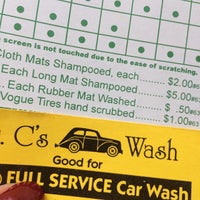 screen is not touched due to the ease of scratching.
Cloth Mats Shampooed, each $2.00
Each Long Mat Shampooed $5.00
Each Rubber Mat Washed $ .50
Vogue Tires hand scrubbed $1.00
C's Wash
Good for
FULL SERVICE Car Wash